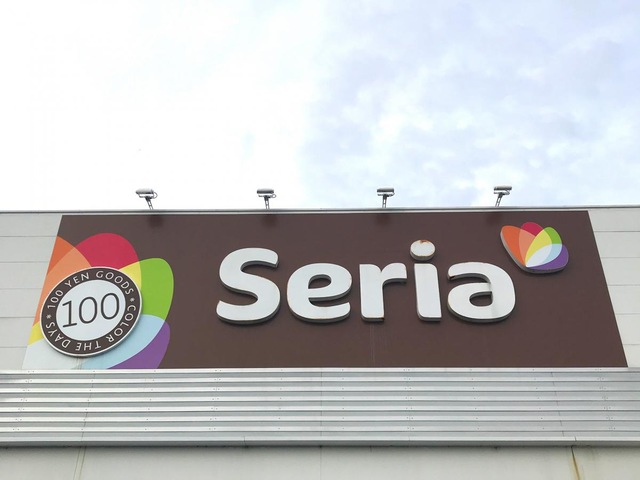 100 YEN GOODS
100
COLOR THE DAYS
Seria